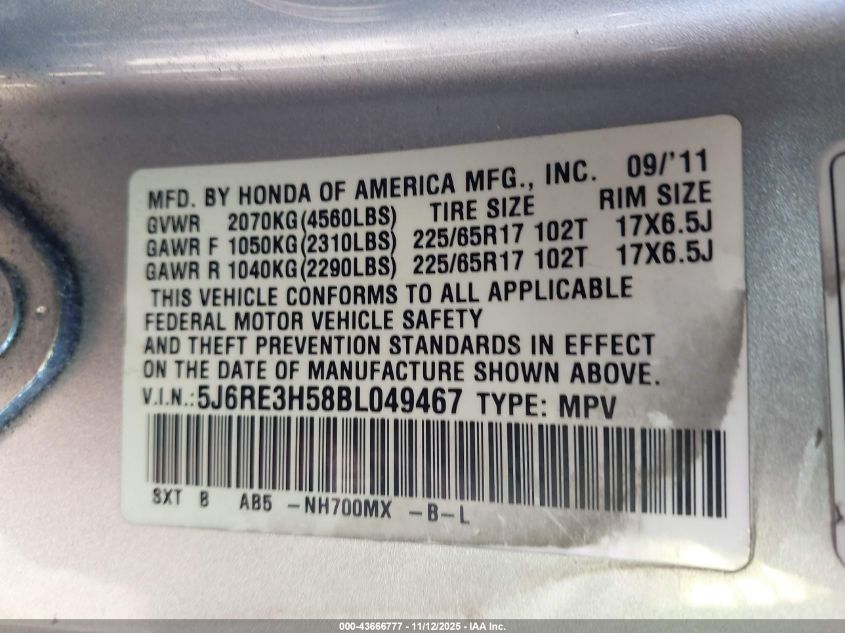 MFD. BY HONDA OF AMERICA MFG., INC. 09/'11
GVWR 2070KG(4560LBS) TIRE SIZE RIM SIZE
GAWR F 1050KG(2310LBS) 225/65R17 102T 17X6.5J
GAWR R 1040KG(2290LBS) 225/65R17 102T 17X6.5J
THIS VEHICLE CONFORMS TO ALL APPLICABLE
FEDERAL MOTOR VEHICLE SAFETY
AND THEFT PREVENTION STANDARDS IN EFFECT
ON THE DATE OF MANUFACTURE SHOWN ABOVE.
V.I.N.:5J6RE3H58BL049467 TYPE: MPV
SXT B AB5 -NH700MX -B-L
000-43666777 - 11/12/2025 - IAA Inc.